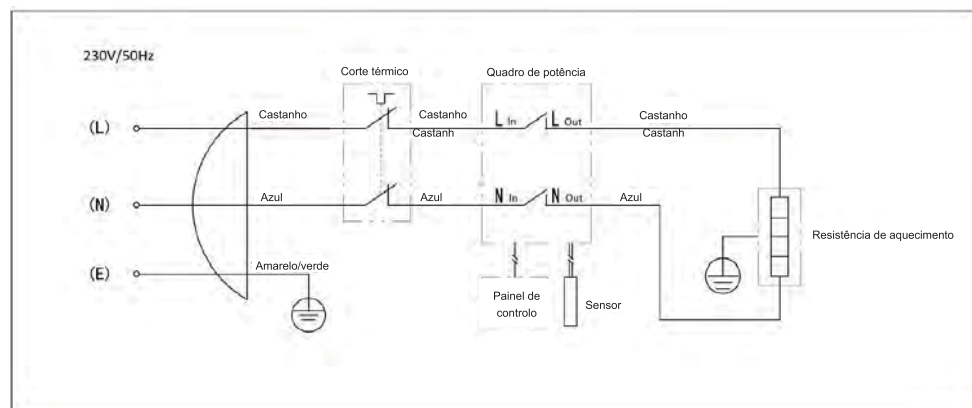 230V/50Hz
Corte térmico
Quadro de potência
(L)
Castanho
Castanho
Castanh
L In
L Out
Castanho
Castanh
(N)
Azul
Azul
N In
N Out
Azul
Resistência de aquecimento
(E)
Amarelo/verde
Painel de
controlo
Sensor